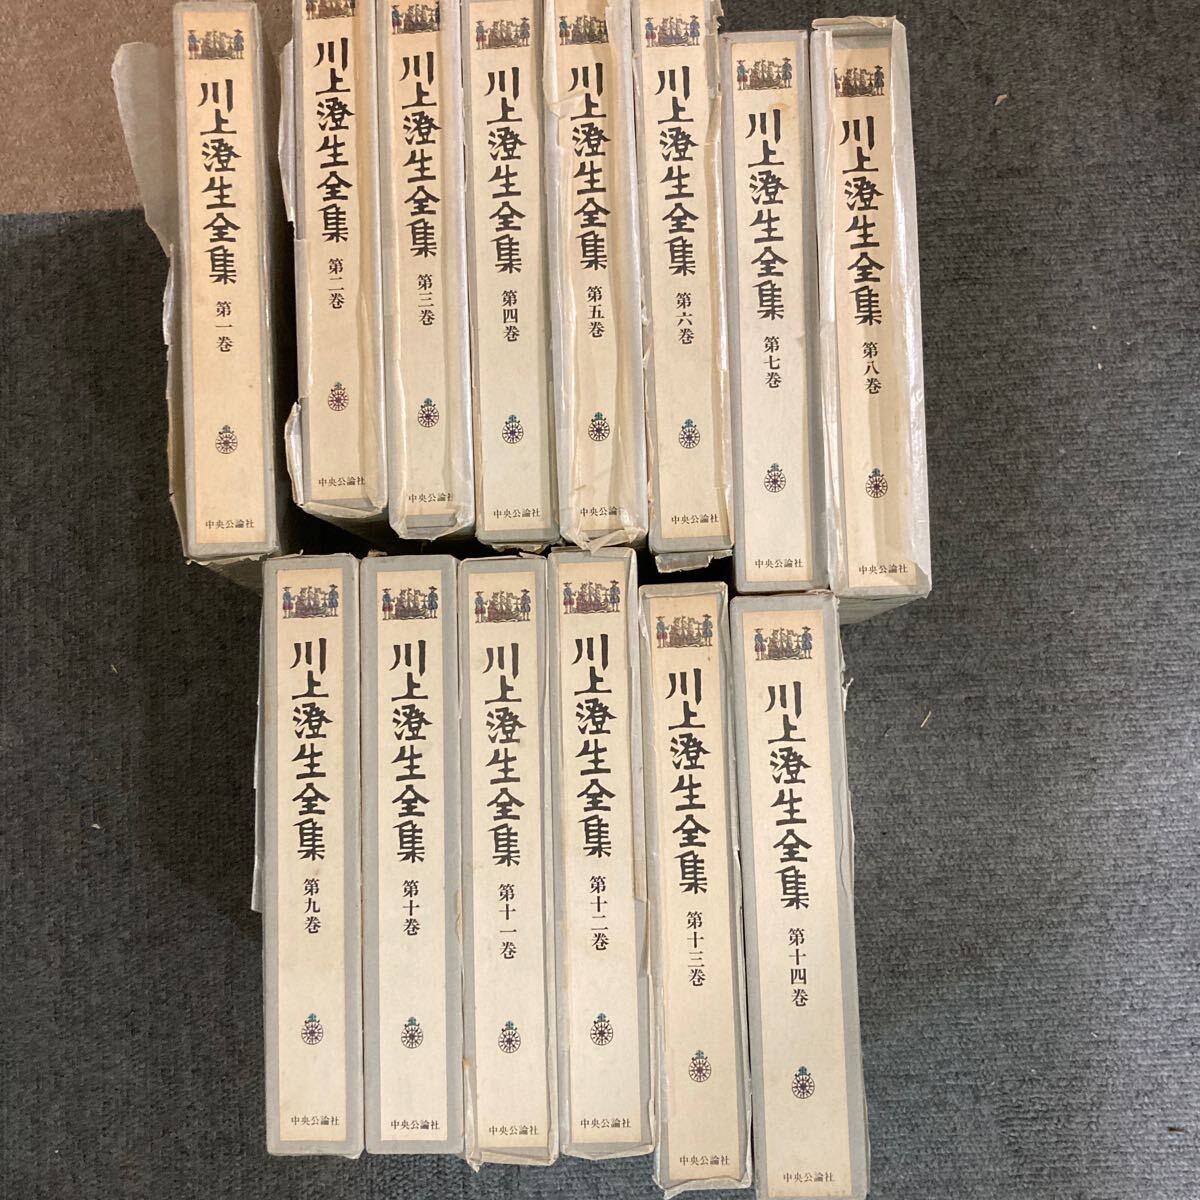 川上澄生全集 第一巻
中央公論社
川上澄生全集 第二巻
中央公論社
川上澄生全集 第三巻
中央公論社
川上澄生全集 第四巻
中央公論社
川上澄生全集 第五巻
中央公論社
川上澄生全集 第六巻
中央公論社
川上澄生全集 第七巻
中央公論社
川上澄生全集 第八巻
中央公論社
川上澄生全集 第九巻
中央公論社
川上澄生全集 第十巻
中央公論社
川上澄生全集 第十一巻
中央公論社
川上澄生全集 第十二巻
中央公論社
川上澄生全集 第十三巻
中央公論社
川上澄生全集 第十四巻
中央公論社